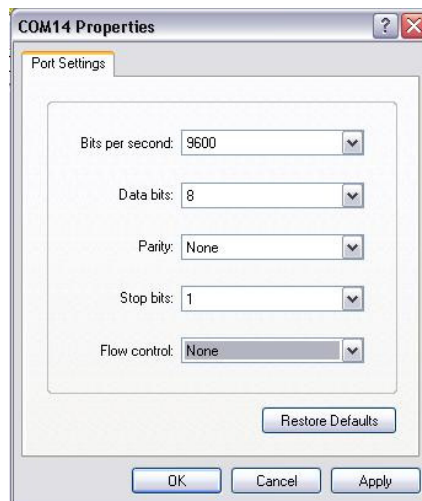 COM14 Properties
Port Settings
Bits per second: 9600
Data bits: 8
Parity: None
Stop bits: 1
Flow control: None
Restore Defaults
OK Cancel Apply